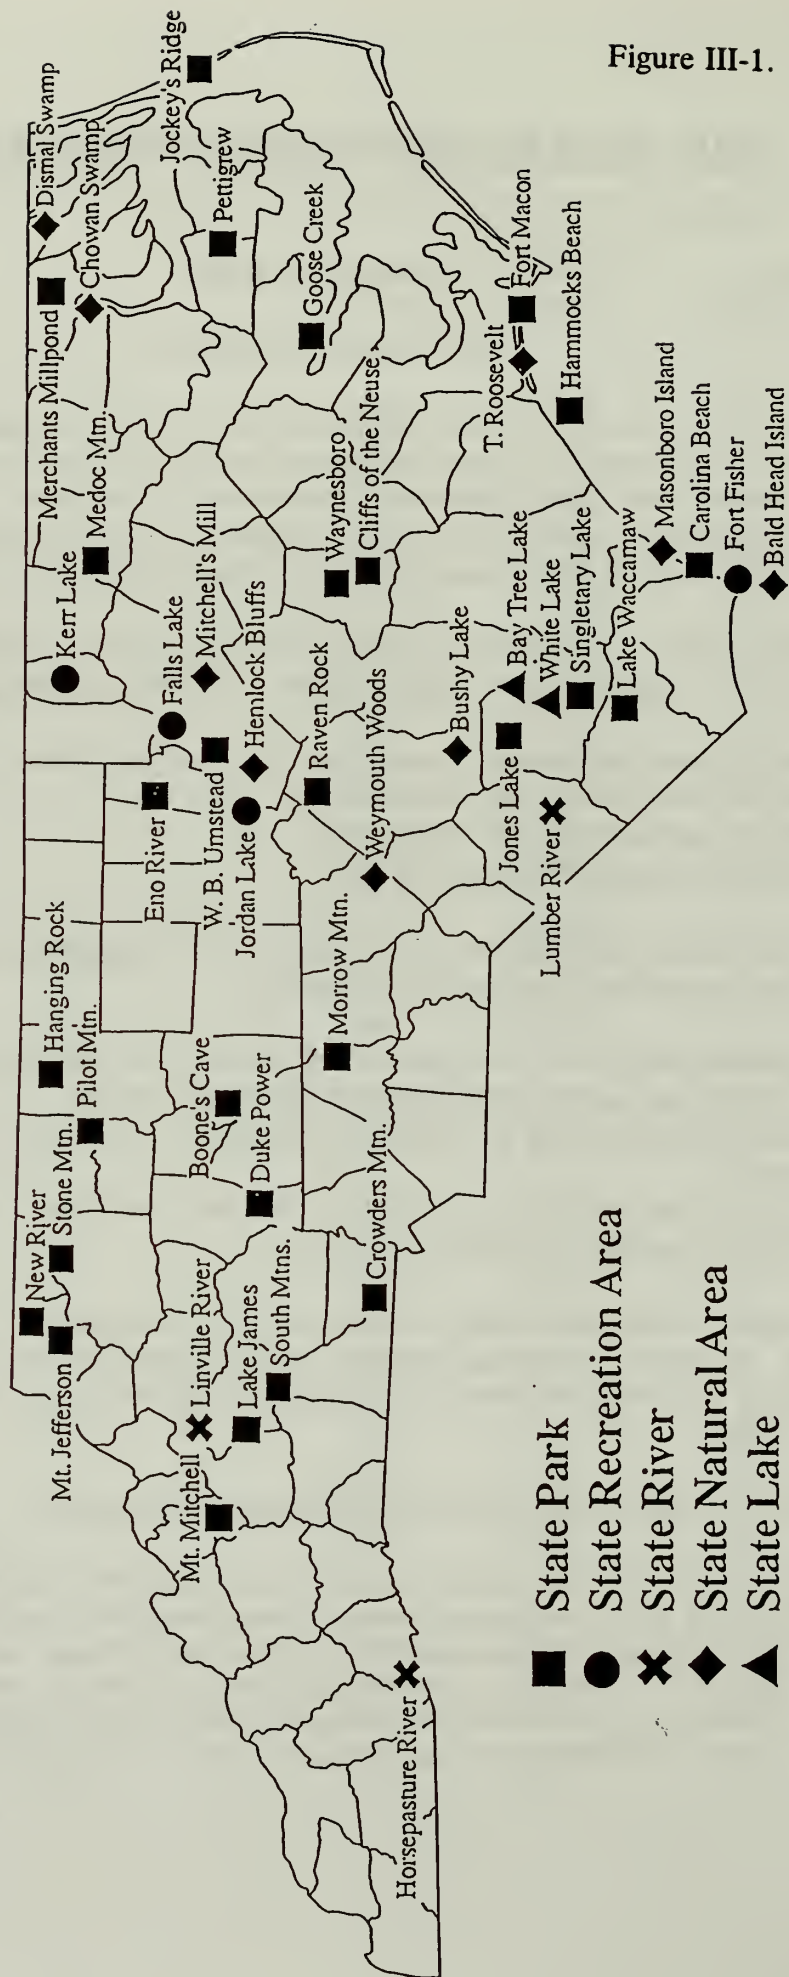 Figure III-1.
Dismal Swamp
Chowan Swamp
Merchants Millpond
Medoc Mtn.
Kerr Lake
Jockey's Ridge
Pettigrew
Goose Creek
Falls Lake
Mitchell's Mill
Hemlock Bluffs
Eno River
W. B. Umstead
Jordan Lake
Raven Rock
Waynesboro
Cliffs of the Neuse
T. Roosevelt
Fort Macon
Hammocks Beach
Weymouth Woods
Bushy Lake
Bay Tree Lake
White Lake
Jones Lake
Singletary Lake
Lake Waccamaw
Lumber River
Masonboro Island
Carolina Beach
Fort Fisher
Bald Head Island
Hanging Rock
Pilot Mtn.
Stone Mtn.
New River
Mt. Jefferson
Boone's Cave
Duke Power
Morrow Mtn.
Crowders Mtn.
Linville River
Lake James
South Mtns.
Mt. Mitchell
Horsepasture River
State Park
State Recreation Area
State River
State Natural Area
State Lake